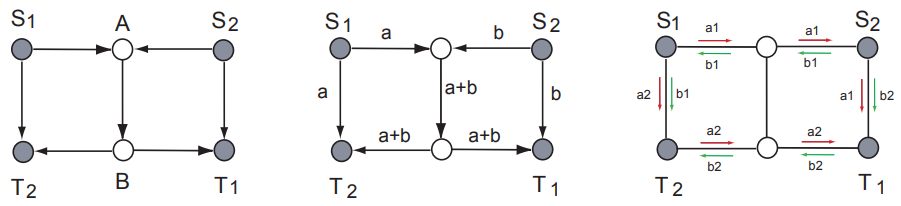 S1 A S2
T2 B T1
S1 S2
a b
a a+b b
a+b a+b
T2 T1
S1 S2
a1 a1
b1 b1
a2 b1 a1 b2
a2 a2
b2 b2
T2 T1